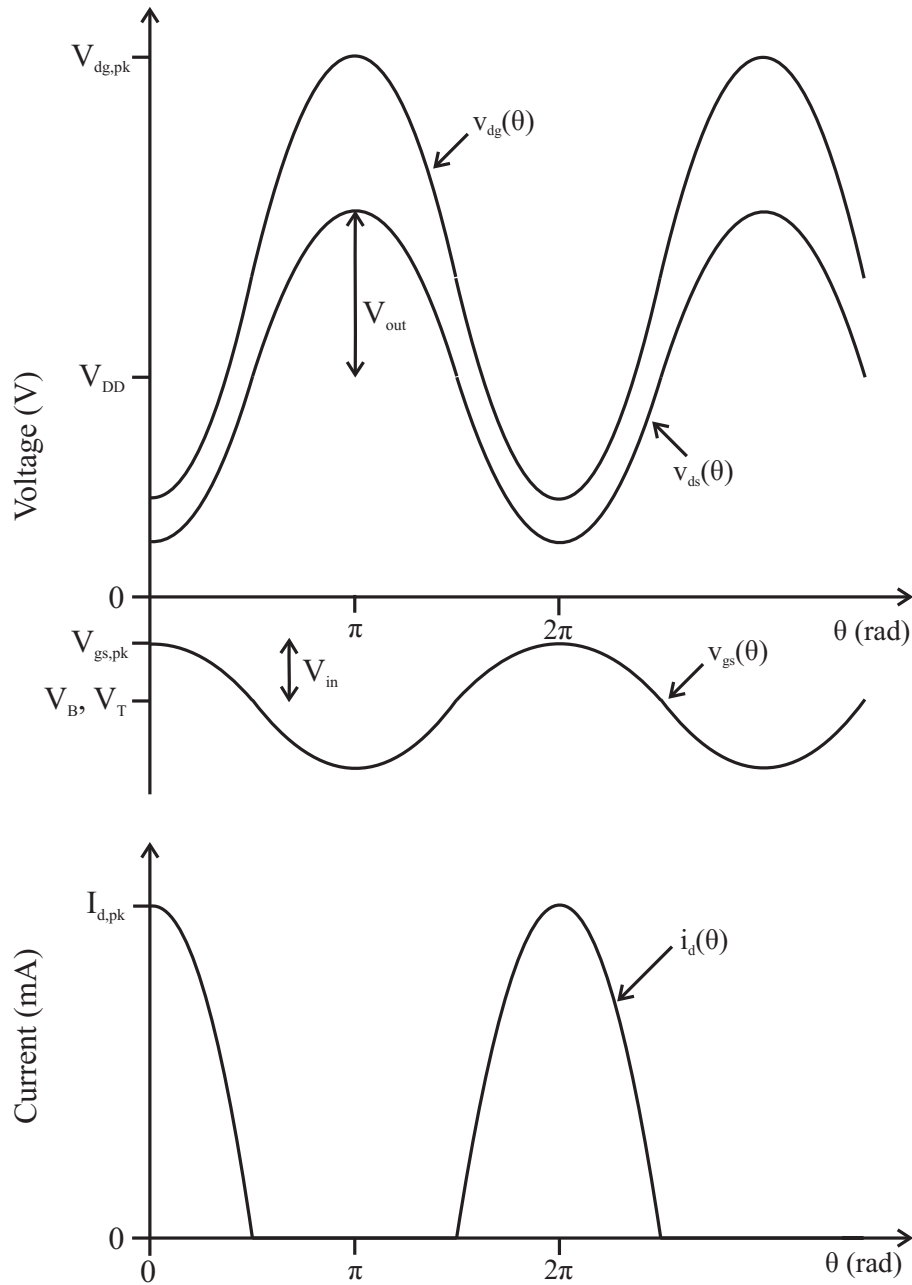 V_dg,pk
v_dg(θ)
V_out
V_DD
Voltage (V)
v_ds(θ)
0
π
2π
θ (rad)
V_gs,pk
V_in
v_gs(θ)
V_B, V_T
I_d,pk
i_d(θ)
Current (mA)
0
0
π
2π
θ (rad)